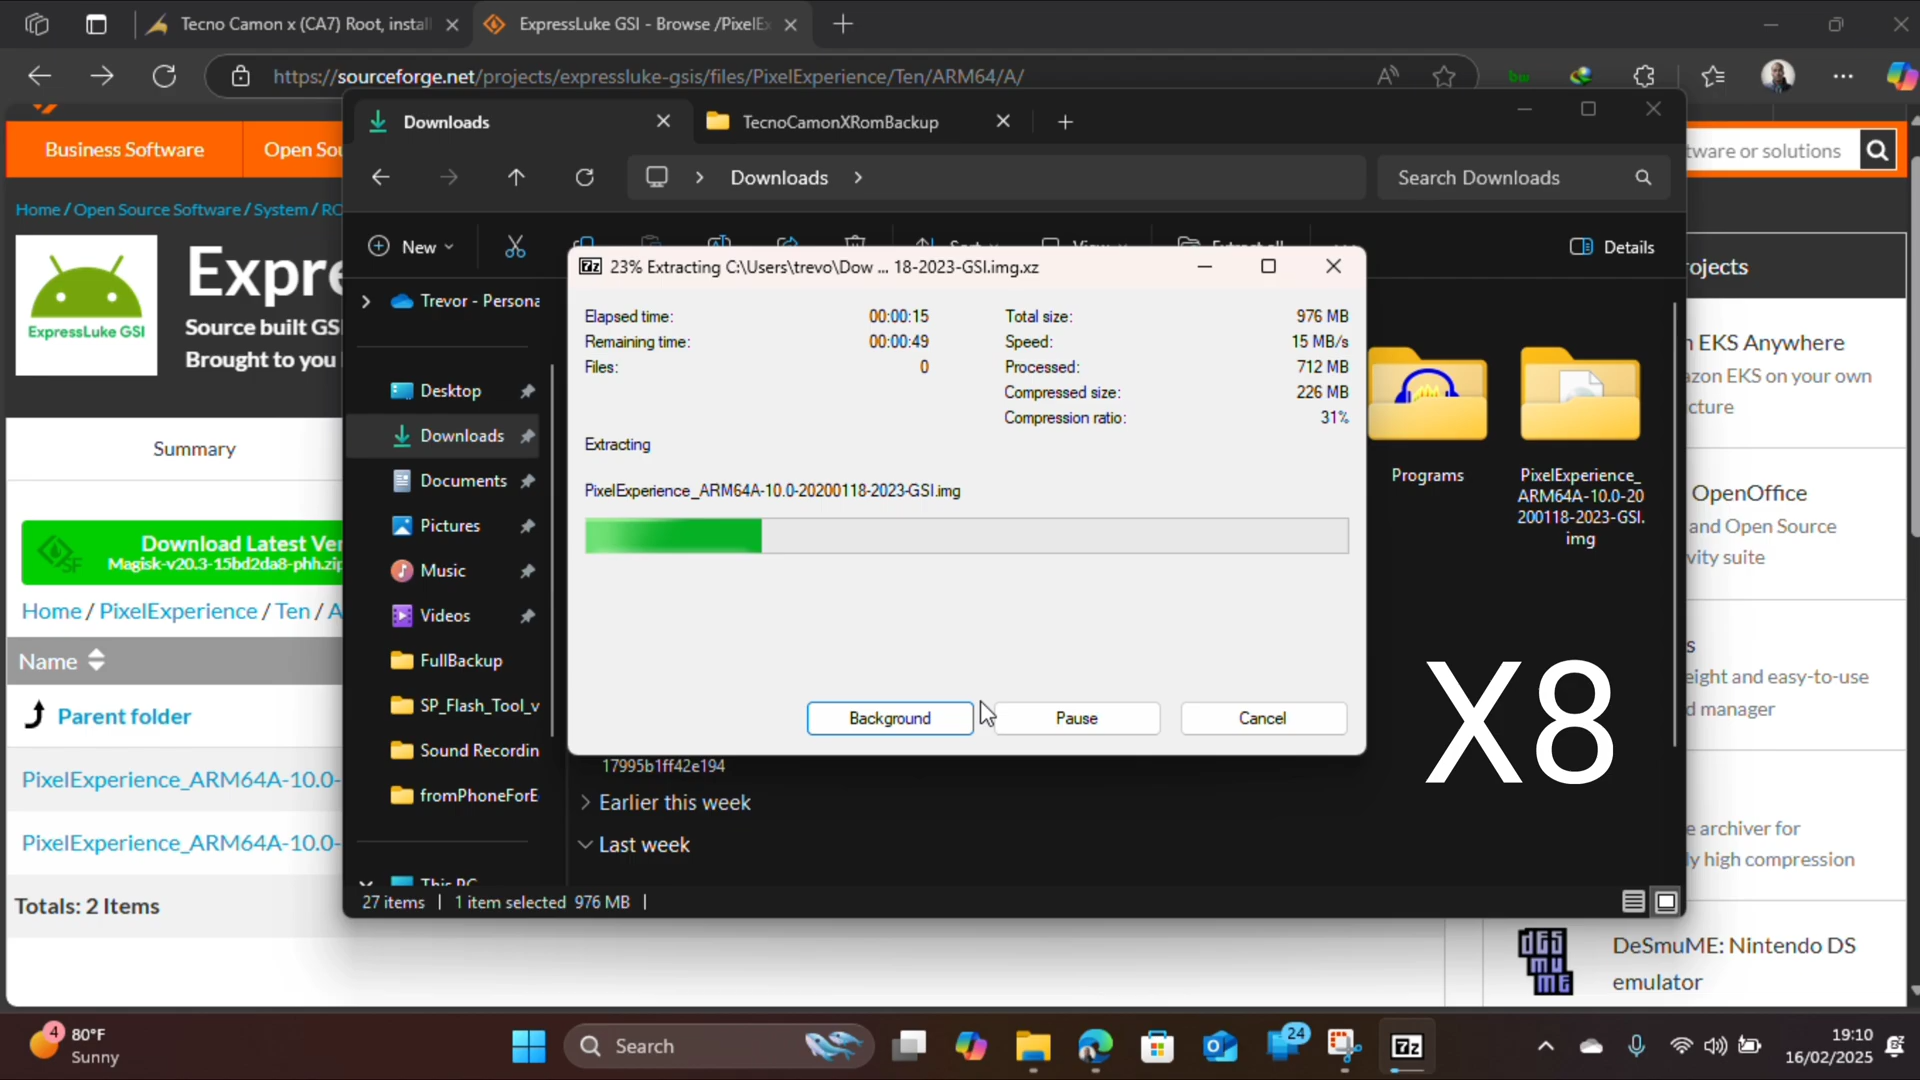 Tecno Camon x (CA7) Root, instal
ExpressLuke GSI - Browse /PixelEx
https://sourceforge.net/projects/expressluke-gsis/files/PixelExperience/Ten/ARM64/A/
Business Software
Open Sou
tware or solutions
Home / Open Source Software / System / RO
ExpressLuke GSI
Expre
Source built GS
Brought to you
Summary
Download Latest Ver
Magisk-v20.3-15bd2da8-phh.zip
Home / PixelExperience / Ten / A
Name
Parent folder
PixelExperience_ARM64A-10.0-
PixelExperience_ARM64A-10.0-
Totals: 2 Items
Downloads
TecnoCamonXRomBackup
Downloads
Search Downloads
New
Details
Trevor - Persona
Desktop
Downloads
Documents
Pictures
Music
Videos
FullBackup
SP_Flash_Tool_v
Sound Recordin
fromPhoneForE
This PC
23% Extracting C:\Users\trevo\Dow ... 18-2023-GSI.img.xz
Elapsed time: 00:00:15
Remaining time: 00:00:49
Files: 0
Total size: 976 MB
Speed: 15 MB/s
Processed: 712 MB
Compressed size: 226 MB
Compression ratio: 31%
Extracting
PixelExperience_ARM64A-10.0-20200118-2023-GSI.img
Background
Pause
Cancel
17995b1ff42e194
Earlier this week
Last week
27 items
1 item selected 976 MB
Programs
PixelExperience_
ARM64A-10.0-20
200118-2023-GSI.
img
X8
ojects
n EKS Anywhere
azon EKS on your own
cture
OpenOffice
and Open Source
vity suite
s
eight and easy-to-use
d manager
e archiver for
ly high compression
DeSmuME: Nintendo DS
emulator
4
80°F
Sunny
Search
24
7z
19:10
16/02/2025